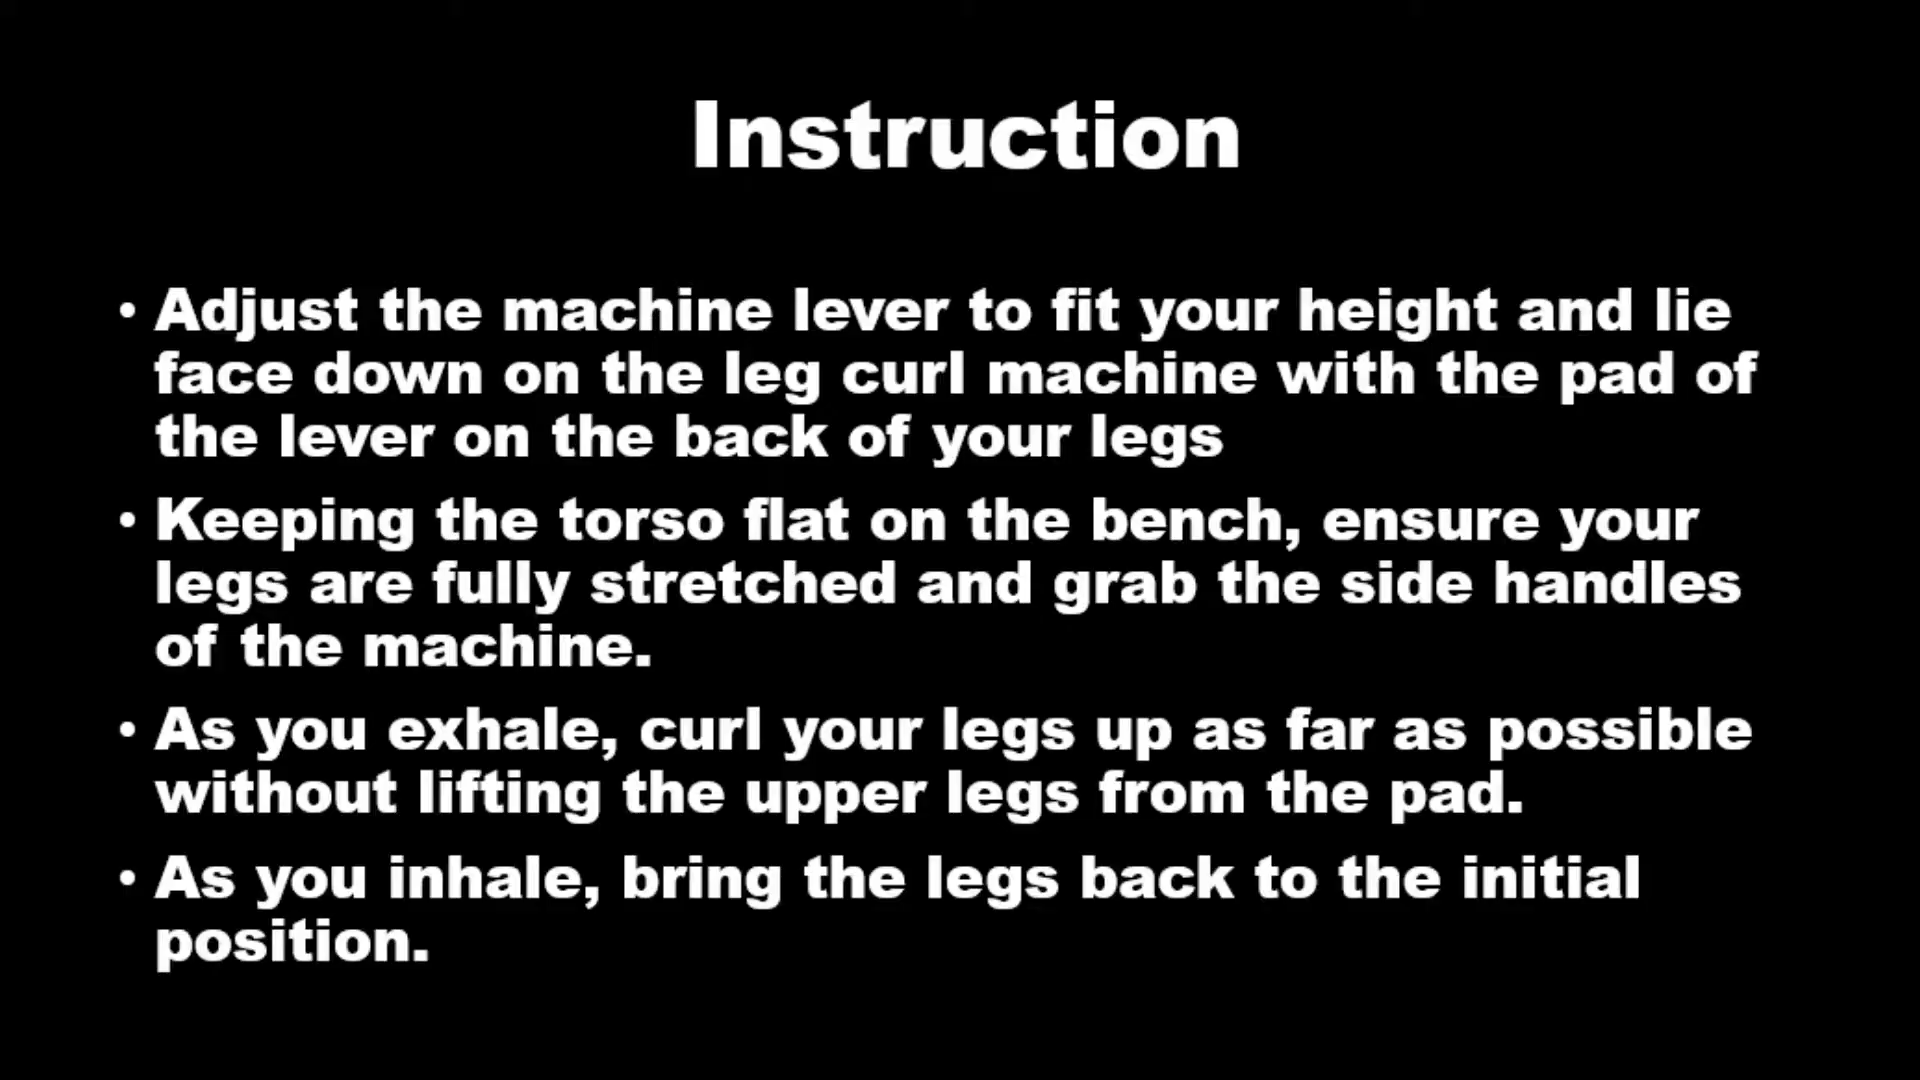 Instruction
• Adjust the machine lever to fit your height and lie
face down on the leg curl machine with the pad of
the lever on the back of your legs
• Keeping the torso flat on the bench, ensure your
legs are fully stretched and grab the side handles
of the machine.
• As you exhale, curl your legs up as far as possible
without lifting the upper legs from the pad.
• As you inhale, bring the legs back to the initial
position.